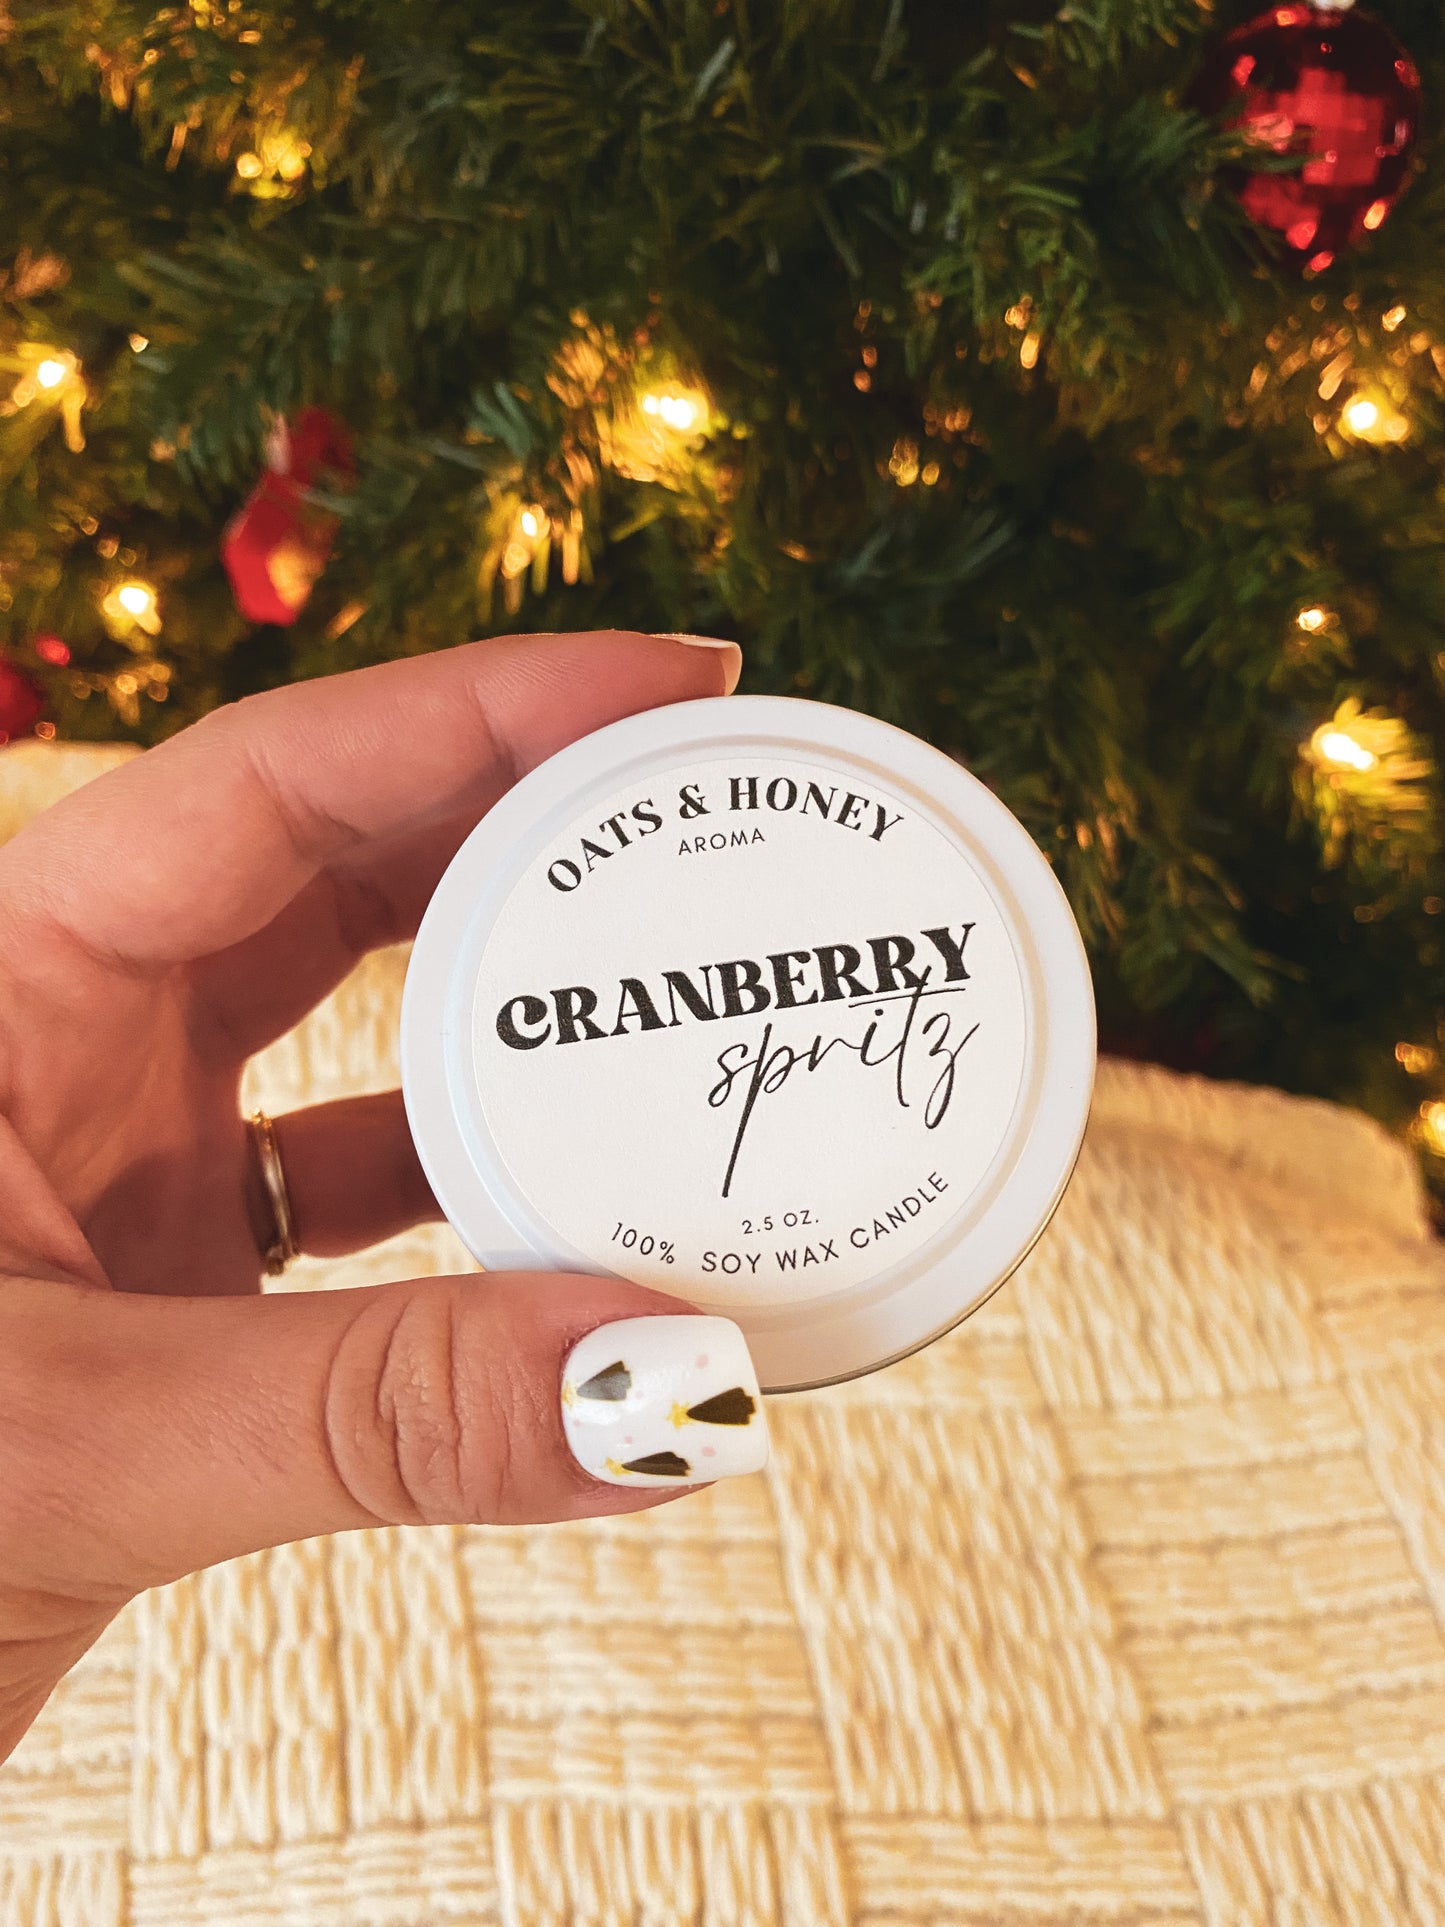 OATS & HONEY
AROMA
CRANBERRY
spritz
2.5 OZ.
100% SOY WAX CANDLE